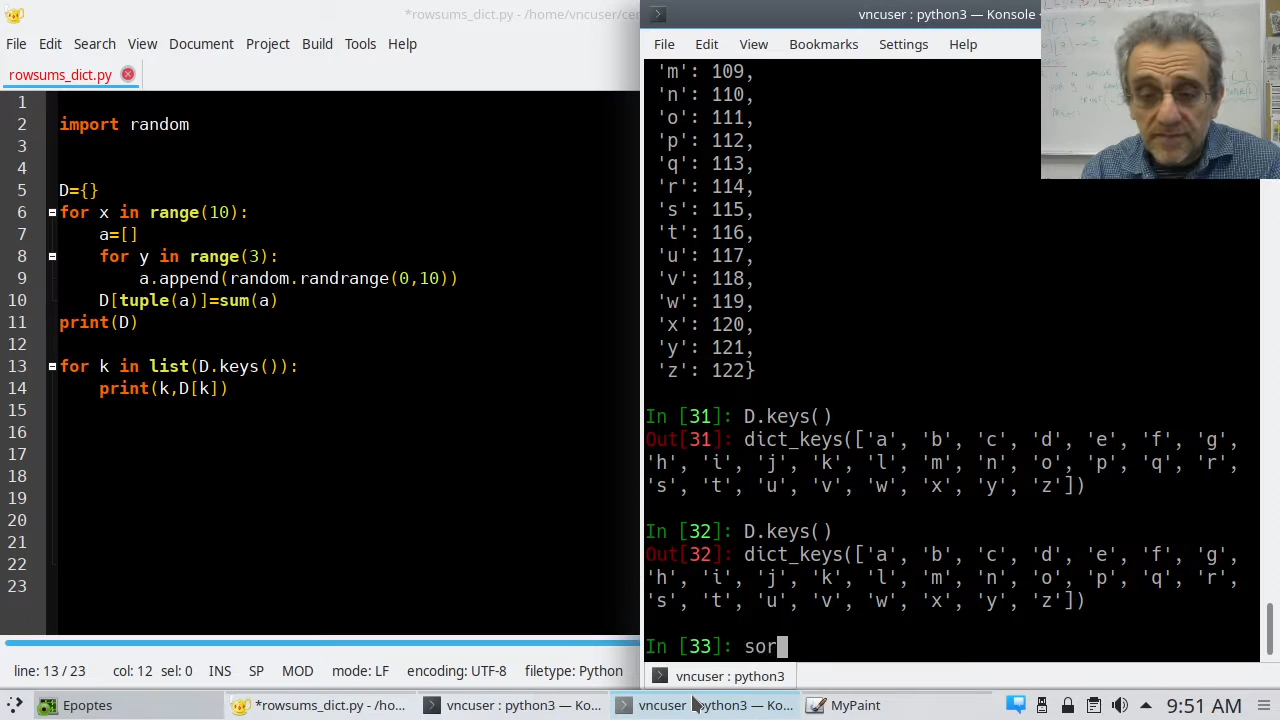 *rowsums_dict.py - /home/vncuser/cer
File Edit Search View Document Project Build Tools Help
rowsums_dict.py
1
2 import random
3
4
5 D={}
6 for x in range(10):
7 a=[]
8 for y in range(3):
9 a.append(random.randrange(0,10))
10 D[tuple(a)]=sum(a)
11 print(D)
12
13 for k in list(D.keys()):
14 print(k,D[k])
15
16
17
18
19
20
21
22
23
line: 13 / 23 col: 12 sel: 0 INS SP MOD mode: LF encoding: UTF-8 filetype: Python
vncuser : python3 — Konsole
File Edit View Bookmarks Settings Help
'm': 109,
'n': 110,
'o': 111,
'p': 112,
'q': 113,
'r': 114,
's': 115,
't': 116,
'u': 117,
'v': 118,
'w': 119,
'x': 120,
'y': 121,
'z': 122}
In [31]: D.keys()
Out[31]: dict_keys(['a', 'b', 'c', 'd', 'e', 'f', 'g',
'h', 'i', 'j', 'k', 'l', 'm', 'n', 'o', 'p', 'q', 'r',
's', 't', 'u', 'v', 'w', 'x', 'y', 'z'])
In [32]: D.keys()
Out[32]: dict_keys(['a', 'b', 'c', 'd', 'e', 'f', 'g',
'h', 'i', 'j', 'k', 'l', 'm', 'n', 'o', 'p', 'q', 'r',
's', 't', 'u', 'v', 'w', 'x', 'y', 'z'])
In [33]: sor
vncuser : python3
Epoptes *rowsums_dict.py - /ho... vncuser : python3 — Ko... vncuser : python3 — Ko... MyPaint 9:51 AM